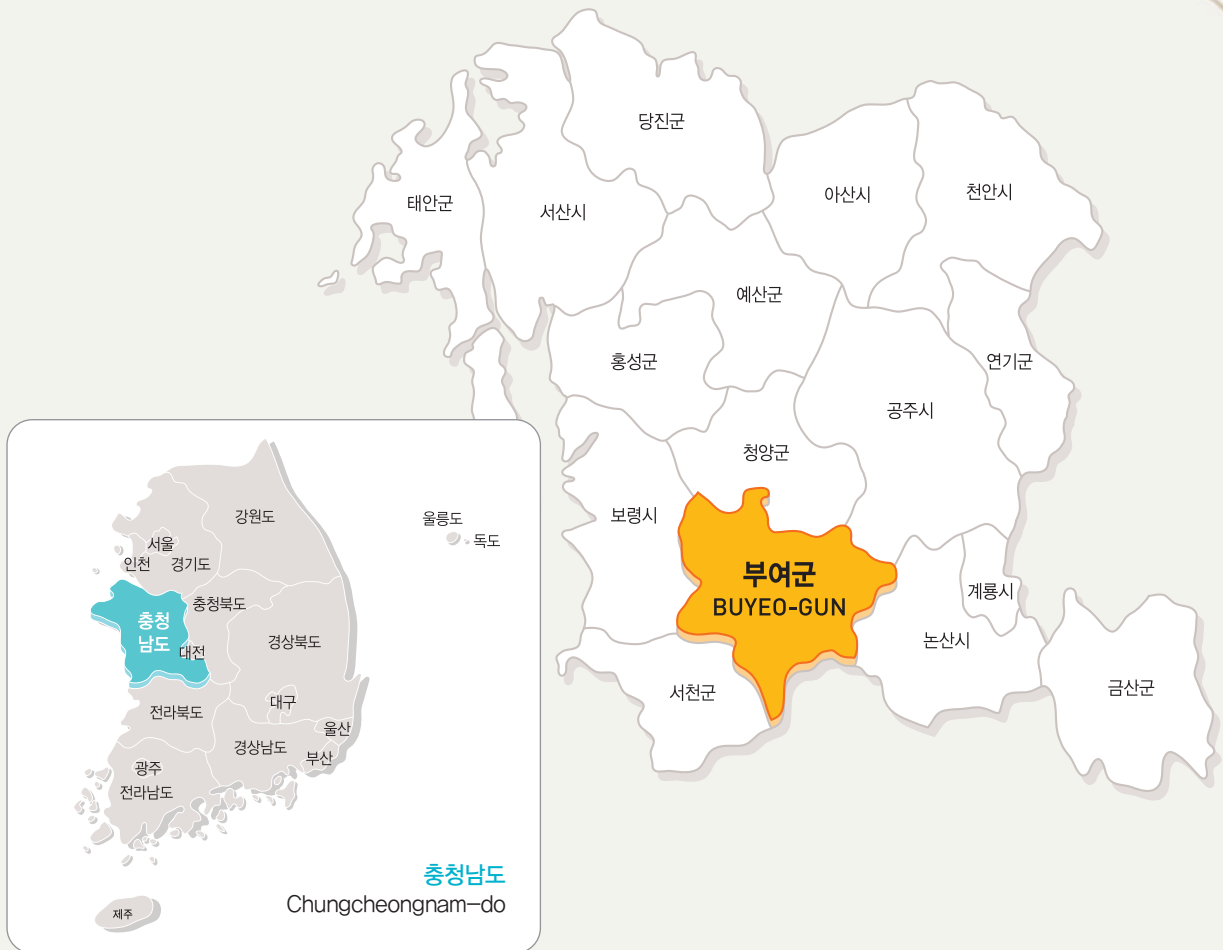 당진군
아산시
천안시
태안군
서산시
예산군
홍성군
연기군
공주시
청양군
보령시
부여군
BUYEO-GUN
계룡시
논산시
서천군
금산군
강원도
울릉도
독도
서울
인천
경기도
충청북도
충청
남도
대전
경상북도
대구
전라북도
울산
경상남도
부산
광주
전라남도
제주
충청남도
Chungcheongnam-do